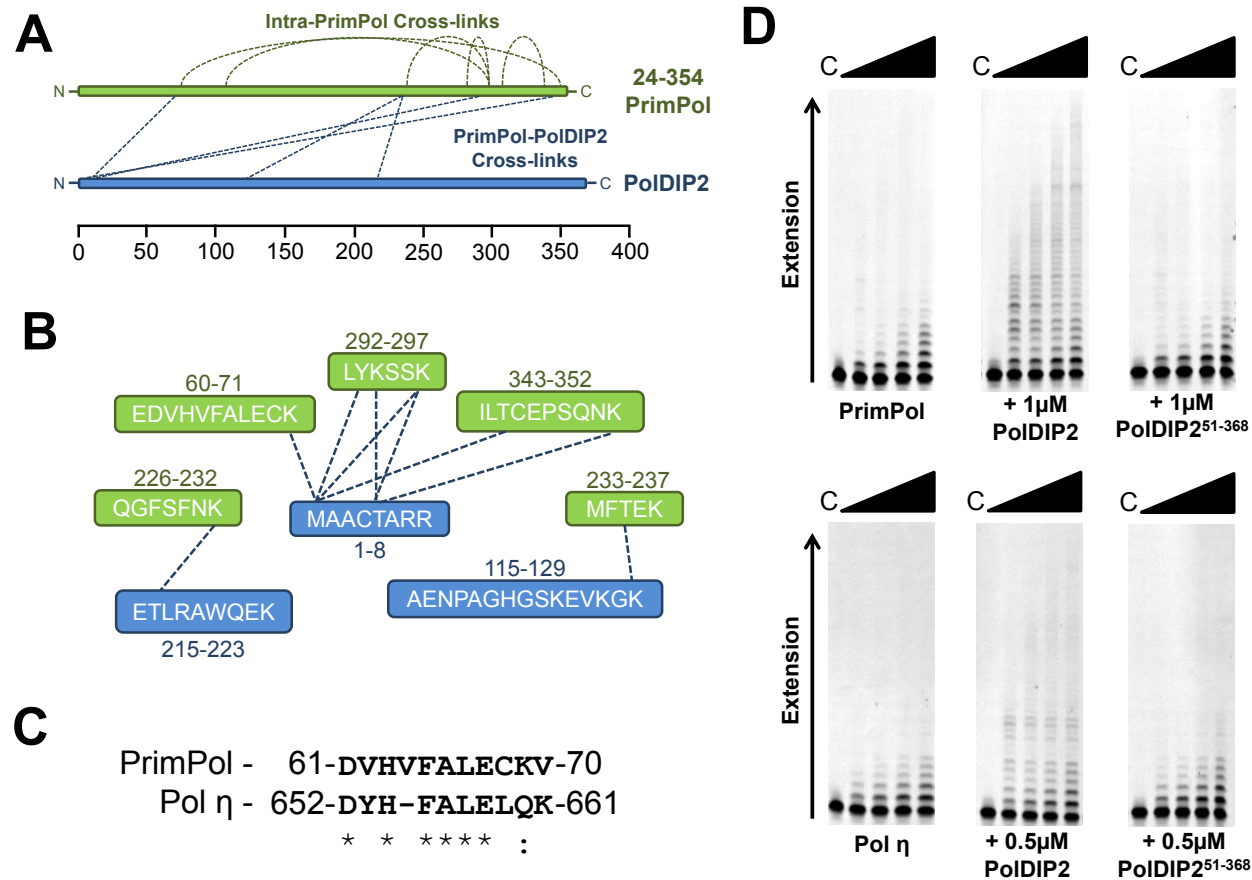 A
Intra-PrimPol Cross-links
N
C
24-354
PrimPol
PrimPol-PolDIP2
Cross-links
N
C
PolDIP2
0 50 100 150 200 250 300 350 400
B
292-297
LYKSSK
60-71
EDVHVFALECK
343-352
ILTCEPSQNK
226-232
QGFSFNK
233-237
MFTEK
MAACTARR
1-8
115-129
AENPAGHGSKEVKGK
ETLRAWQEK
215-223
C
PrimPol - 61-DVHVFALECKV-70
Pol η - 652-DYH-FALELQK-661
* * **** :
D
C
C
C
Extension
PrimPol
+ 1µM
PolDIP2
+ 1µM
PolDIP2⁵¹⁻³⁶⁸
C
C
C
Extension
Pol η
+ 0.5µM
PolDIP2
+ 0.5µM
PolDIP2⁵¹⁻³⁶⁸